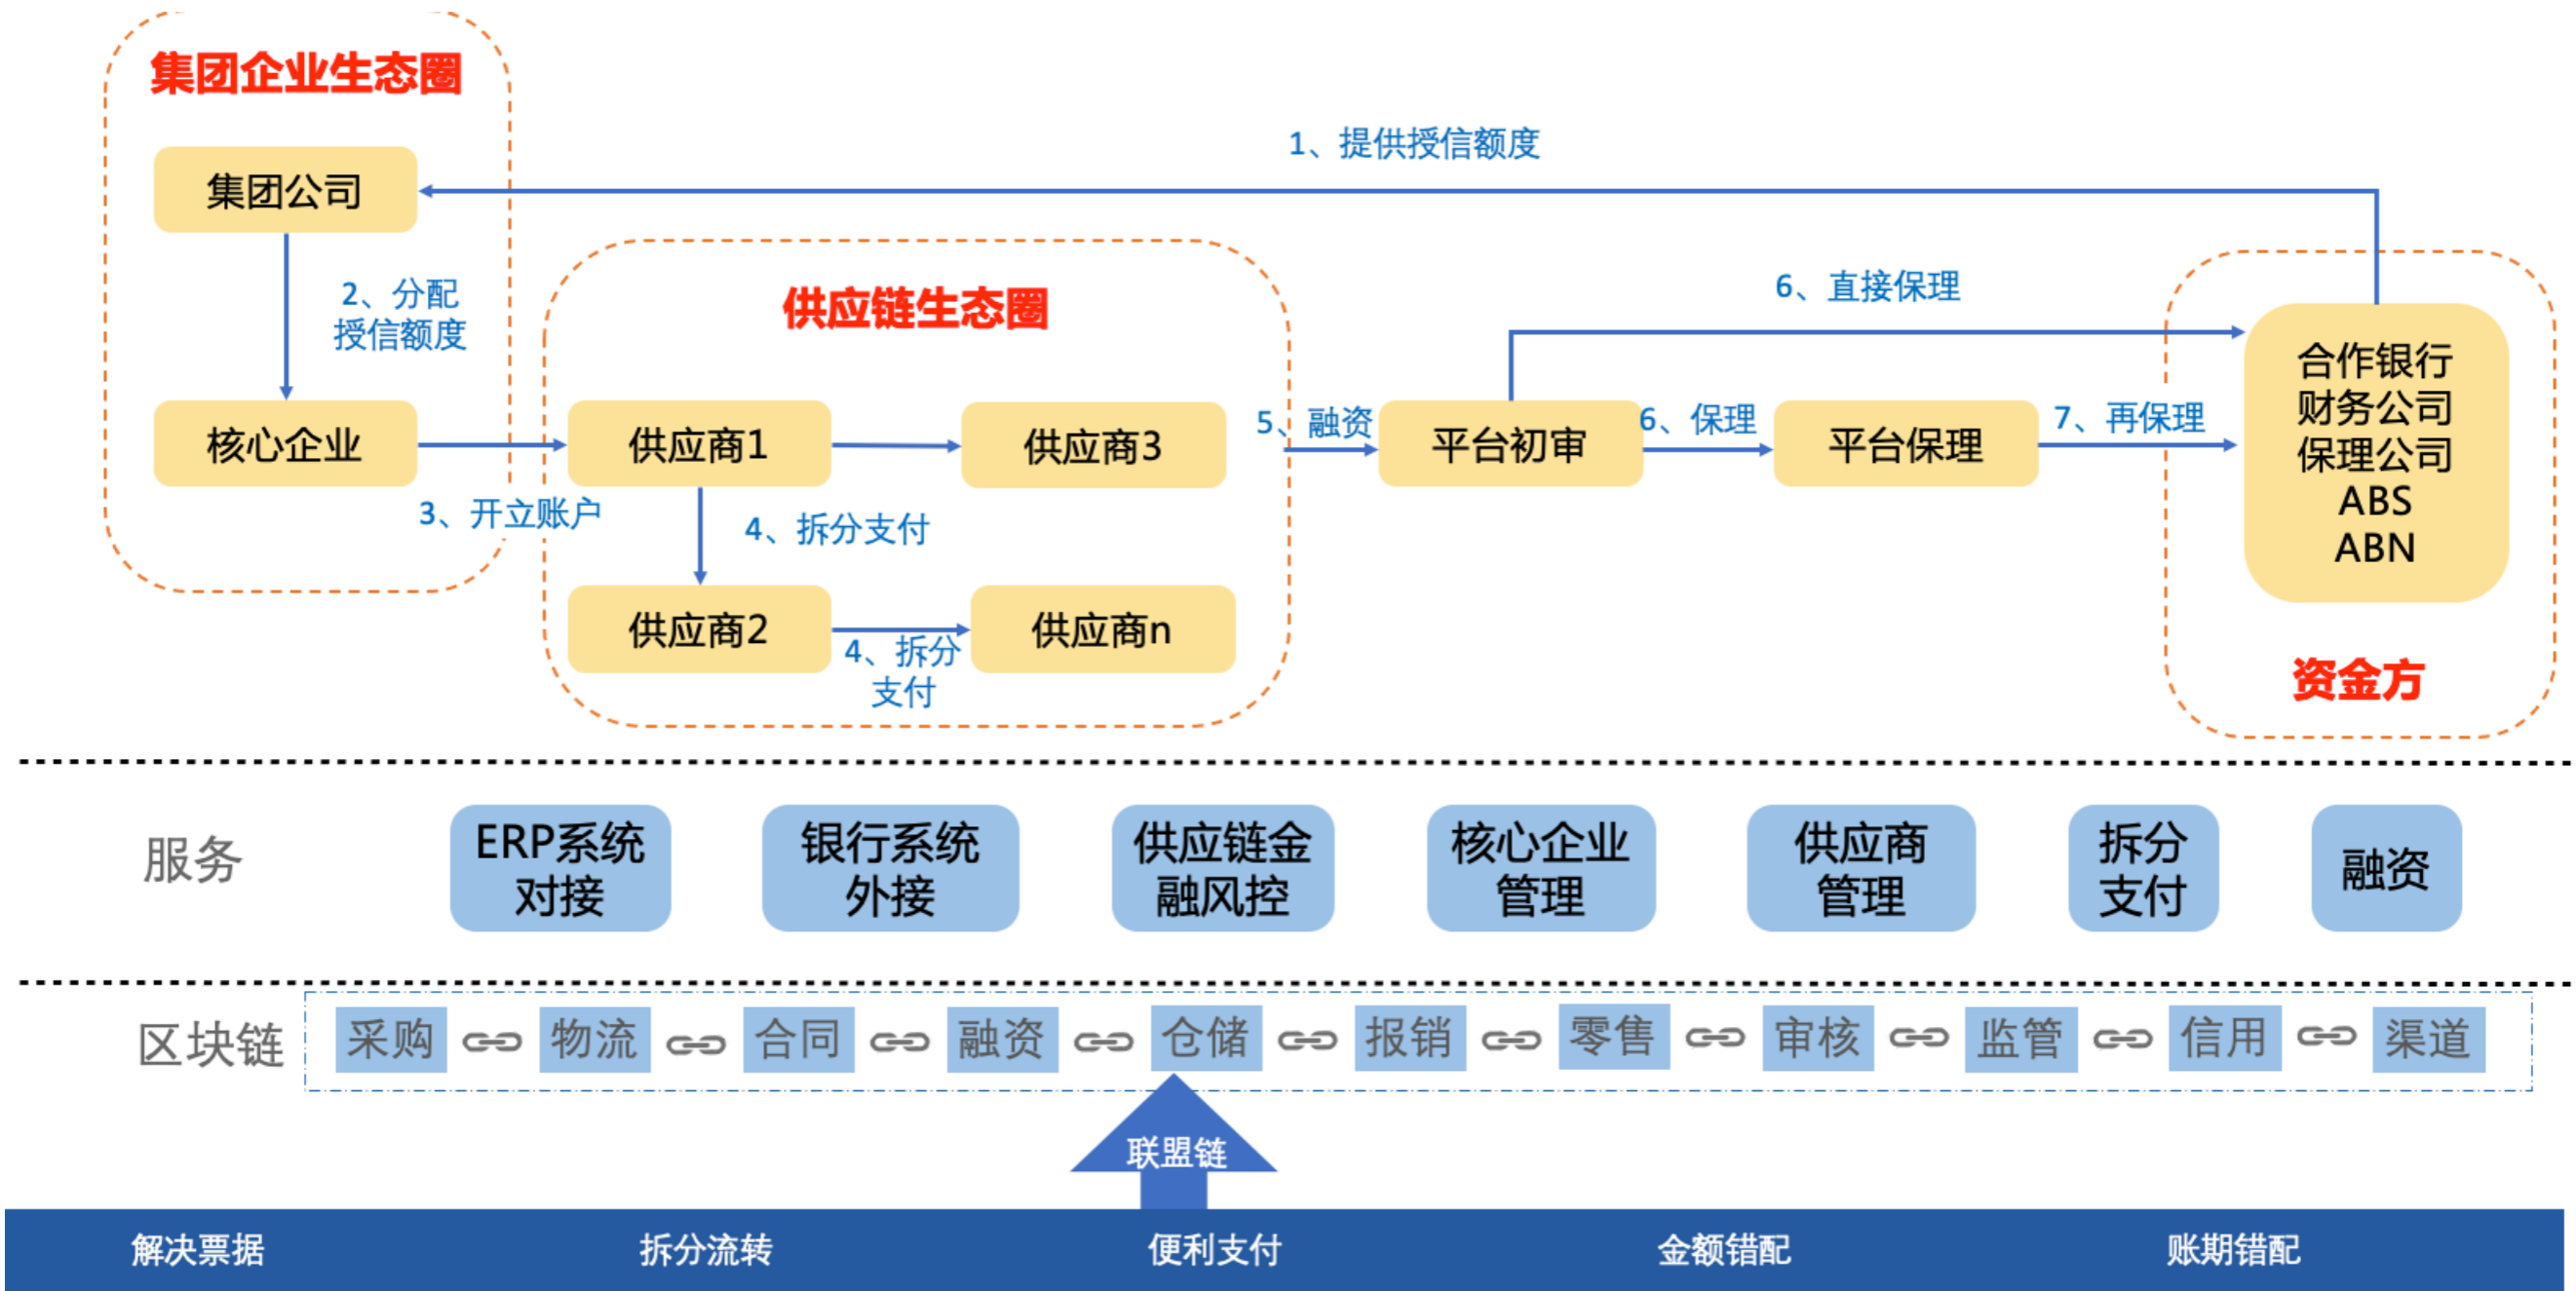 集团企业生态圈
1、提供授信额度
集团公司
2、分配
授信额度
供应链生态圈
6、直接保理
合作银行
财务公司
保理公司
ABS
ABN
核心企业
供应商1
供应商3
5、融资
平台初审
6、保理
平台保理
7、再保理
3、开立账户
4、拆分支付
供应商2
4、拆分
支付
供应商n
资金方
服务
ERP系统
对接
银行系统
外接
供应链金
融风控
核心企业
管理
供应商
管理
拆分
支付
融资
区块链
采购
物流
合同
融资
仓储
报销
零售
审核
监管
信用
渠道
联盟链
解决票据
拆分流转
便利支付
金额错配
账期错配